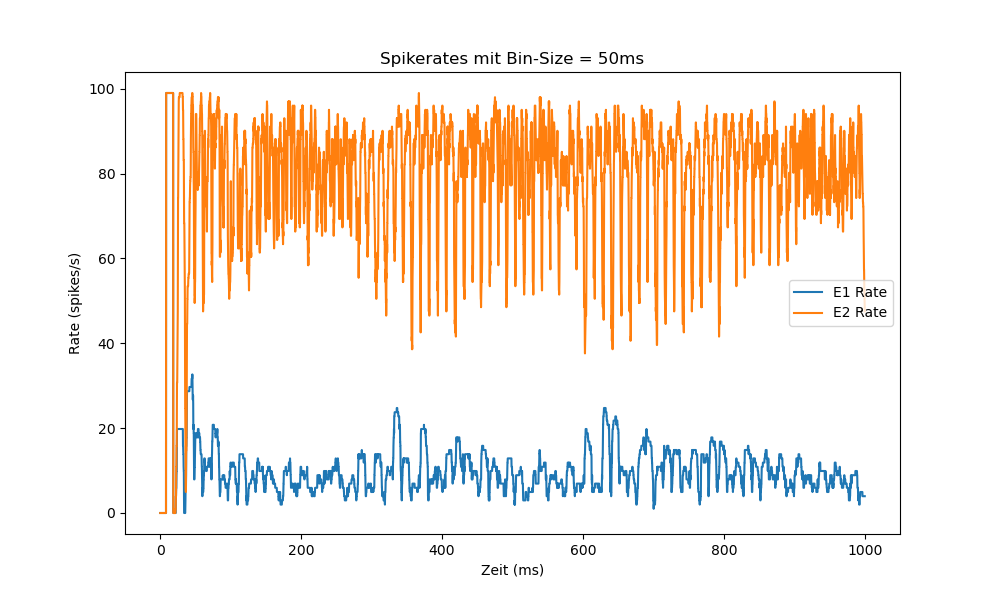 Spikerates mit Bin-Size = 50ms
100
80
60
40
20
0
Rate (spikes/s)
E1 Rate
E2 Rate
0 200 400 600 800 1000
Zeit (ms)